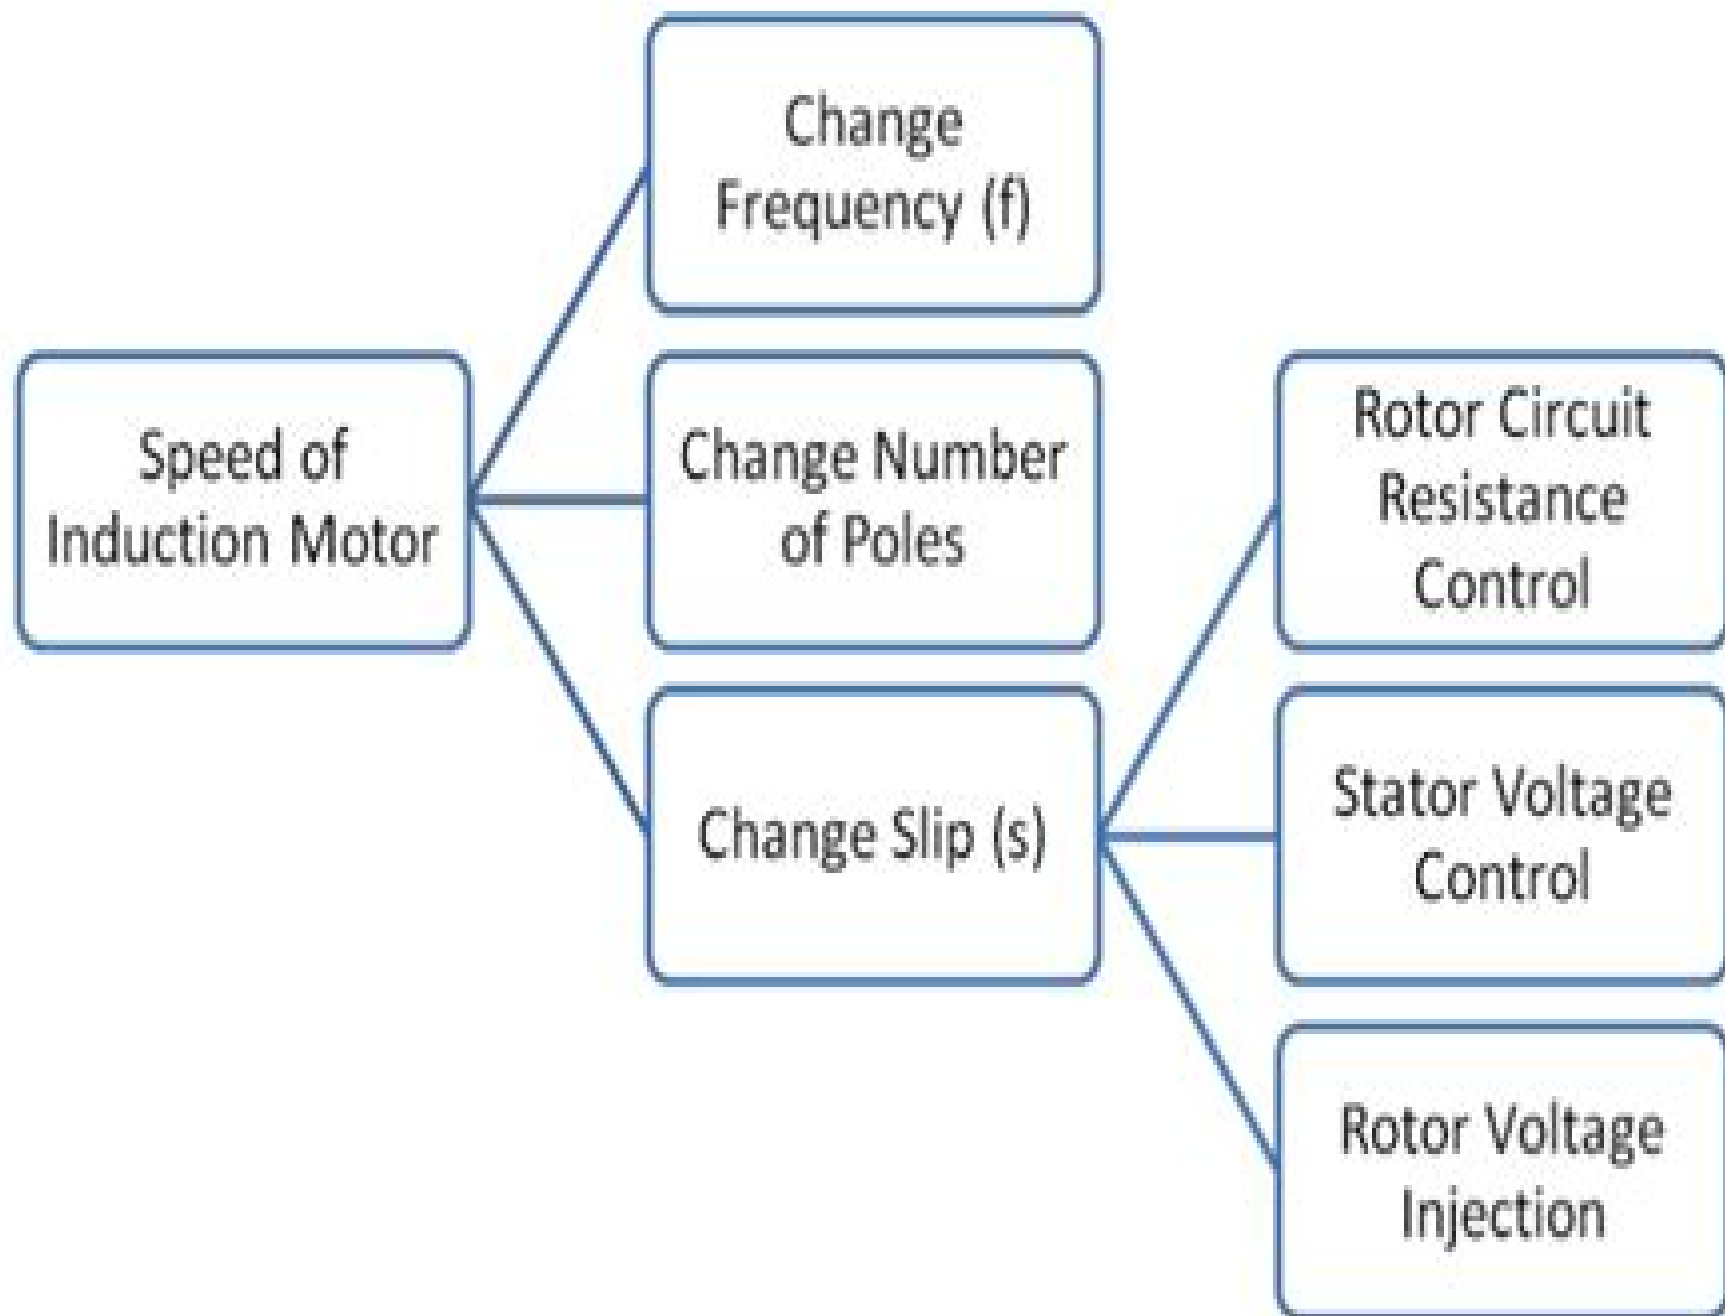 Change
Frequency (f)
Speed of
Induction Motor
Change Number
of Poles
Change Slip (s)
Rotor Circuit
Resistance
Control
Stator Voltage
Control
Rotor Voltage
Injection